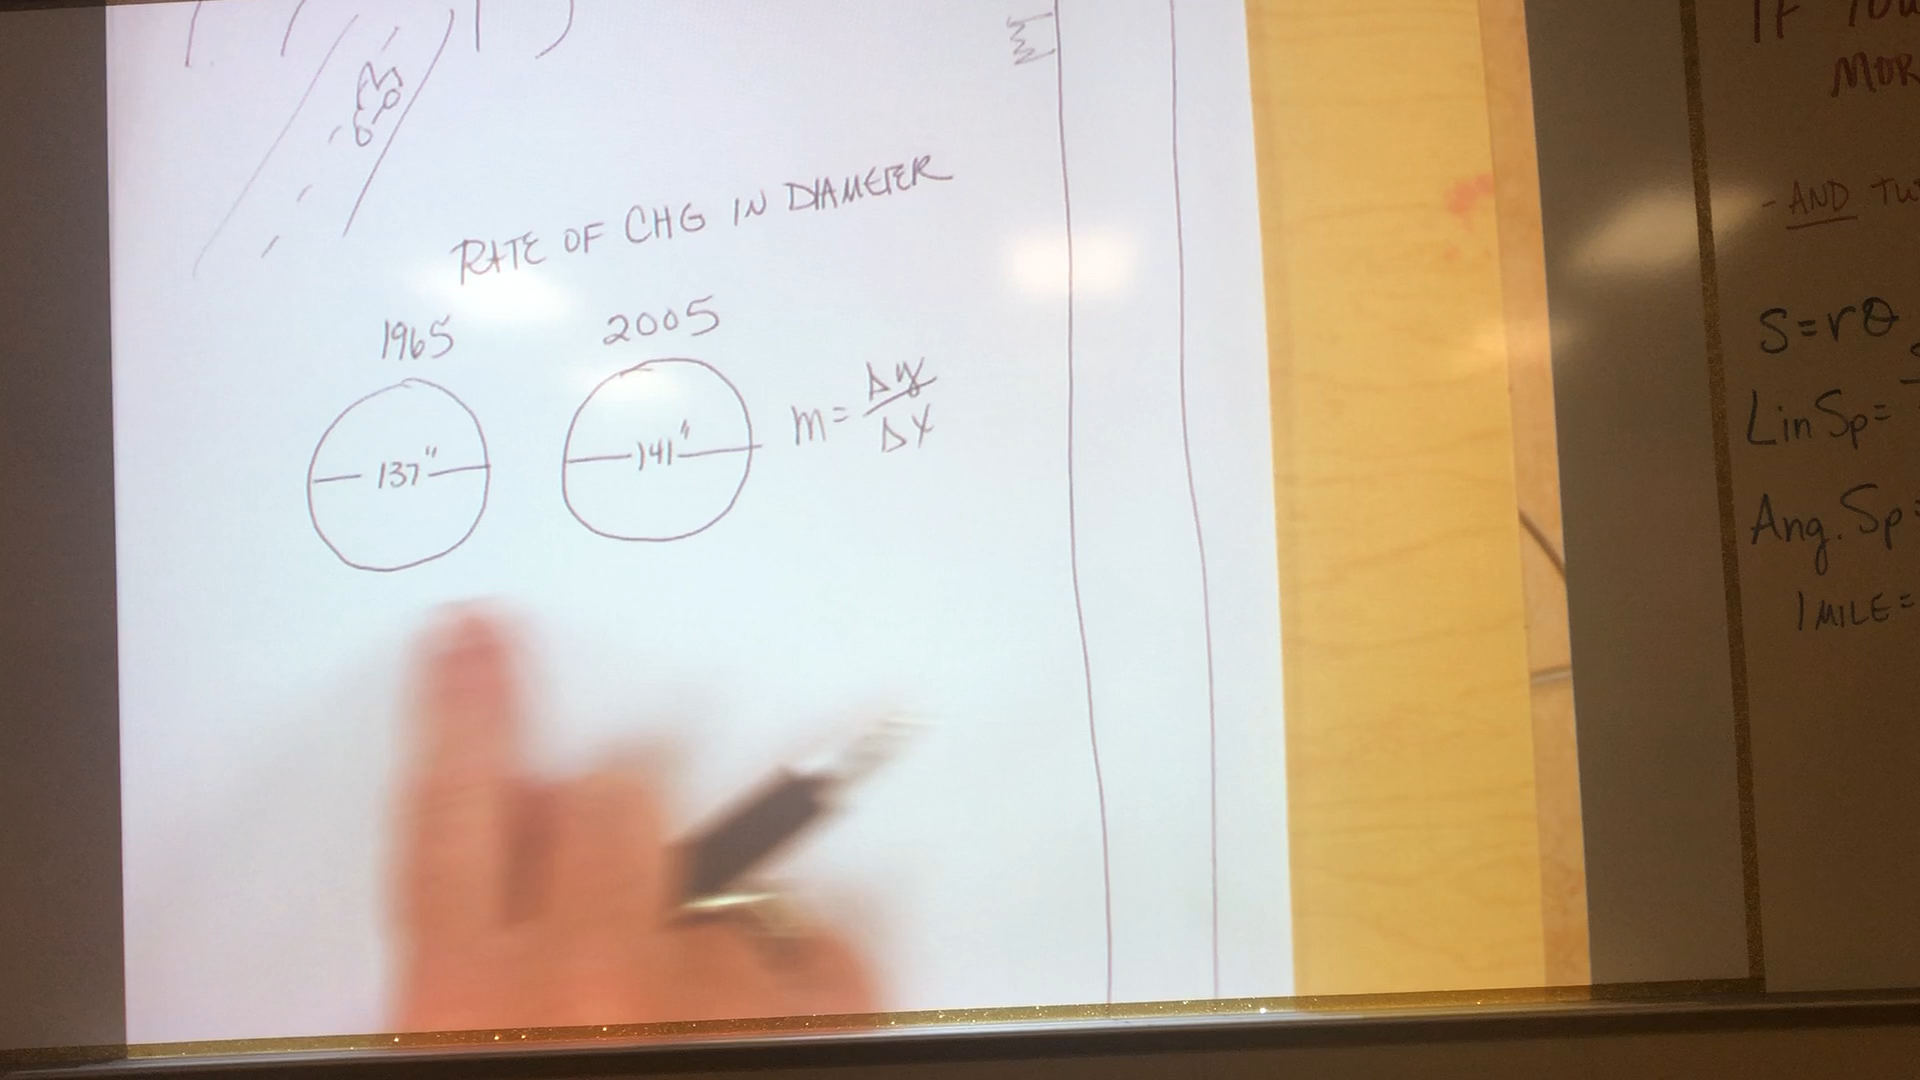 RATE OF CHG IN DIAMETER
1965
2005
137"
141"
m = Δy/Δx
IF YOU
MOR
- AND TW
S = rθ
Lin Sp =
Ang. Sp =
1 MILE =